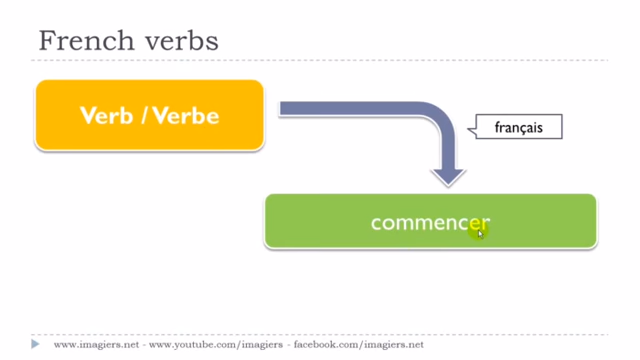 French verbs
Verb / Verbe
français
commencer
www.imagiers.net - www.youtube.com/imagiers - facebook.com/imagiers.net